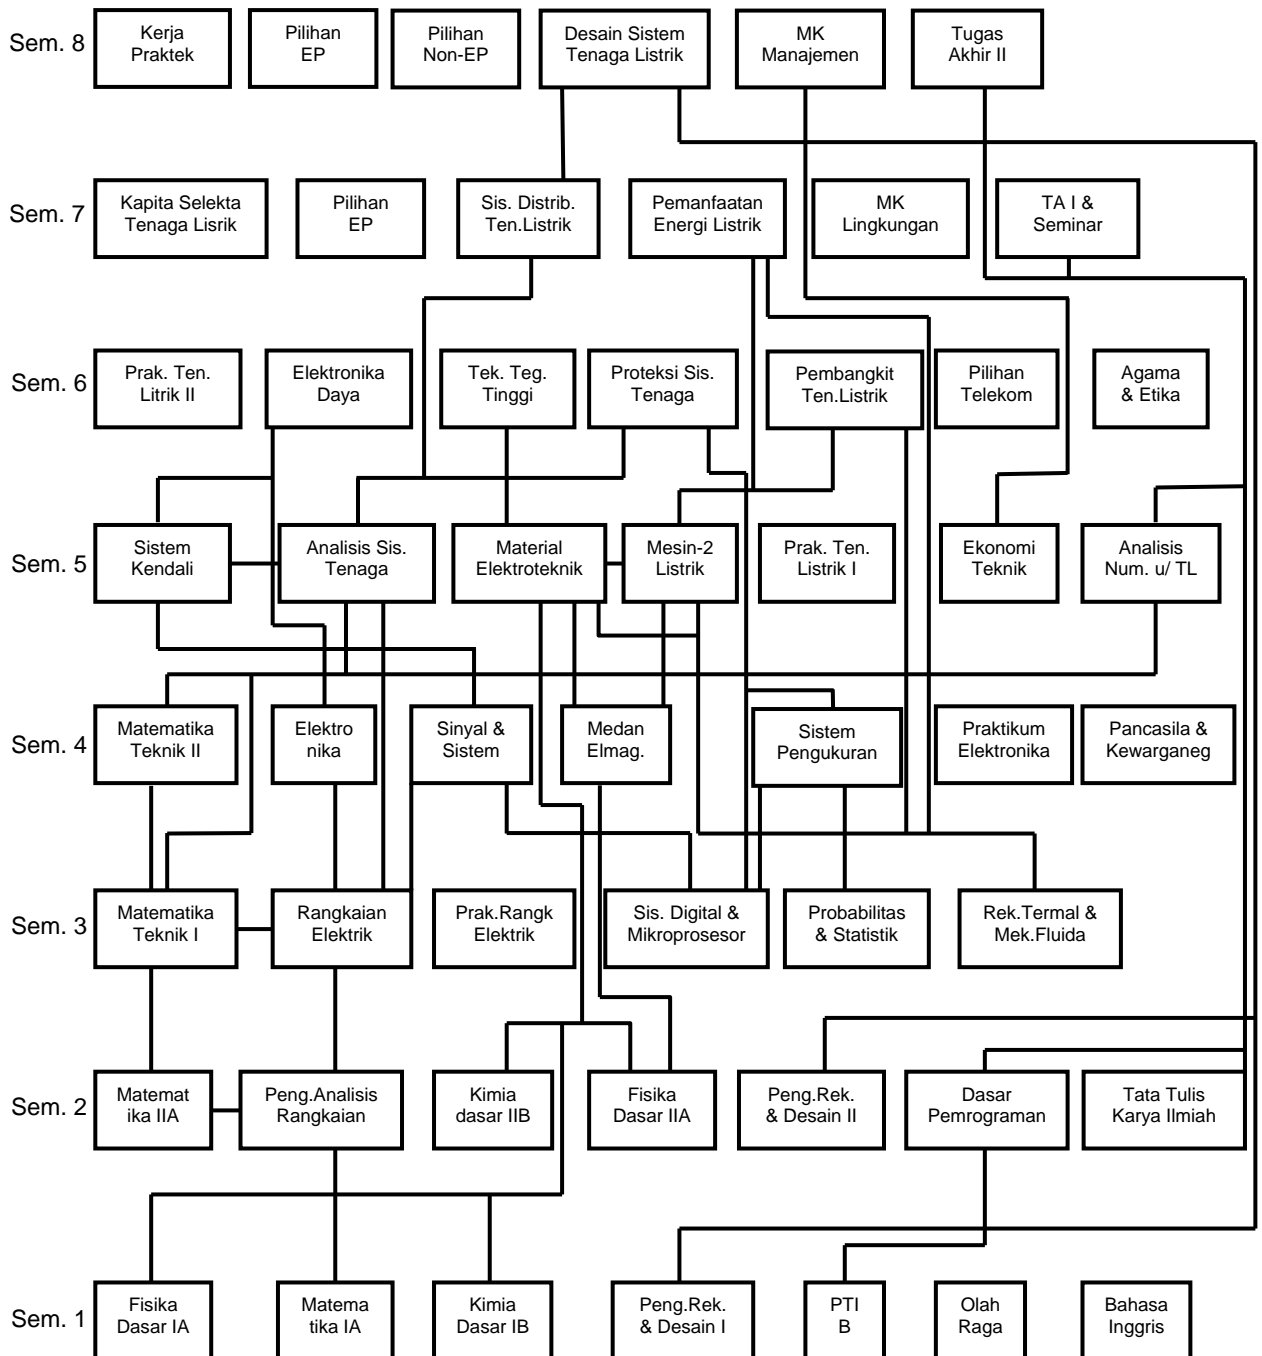 Sem. 8
Kerja
Praktek
Pilihan
EP
Pilihan
Non-EP
Desain Sistem
Tenaga Listrik
MK
Manajemen
Tugas
Akhir II
Sem. 7
Kapita Selekta
Tenaga Lisrik
Pilihan
EP
Sis. Distrib.
Ten.Listrik
Pemanfaatan
Energi Listrik
MK
Lingkungan
TA I &
Seminar
Sem. 6
Prak. Ten.
Litrik II
Elektronika
Daya
Tek. Teg.
Tinggi
Proteksi Sis.
Tenaga
Pembangkit
Ten.Listrik
Pilihan
Telekom
Agama
& Etika
Sem. 5
Sistem
Kendali
Analisis Sis.
Tenaga
Material
Elektroteknik
Mesin-2
Listrik
Prak. Ten.
Listrik I
Ekonomi
Teknik
Analisis
Num. u/ TL
Sem. 4
Matematika
Teknik II
Elektro
nika
Sinyal &
Sistem
Medan
Elmag.
Sistem
Pengukuran
Praktikum
Elektronika
Pancasila &
Kewarganeg
Sem. 3
Matematika
Teknik I
Rangkaian
Elektrik
Prak.Rangk
Elektrik
Sis. Digital &
Mikroprosesor
Probabilitas
& Statistik
Rek.Termal &
Mek.Fluida
Sem. 2
Matemat
ika IIA
Peng.Analisis
Rangkaian
Kimia
dasar IIB
Fisika
Dasar IIA
Peng.Rek.
& Desain II
Dasar
Pemrograman
Tata Tulis
Karya Ilmiah
Sem. 1
Fisika
Dasar IA
Matema
tika IA
Kimia
Dasar IB
Peng.Rek.
& Desain I
PTI
B
Olah
Raga
Bahasa
Inggris